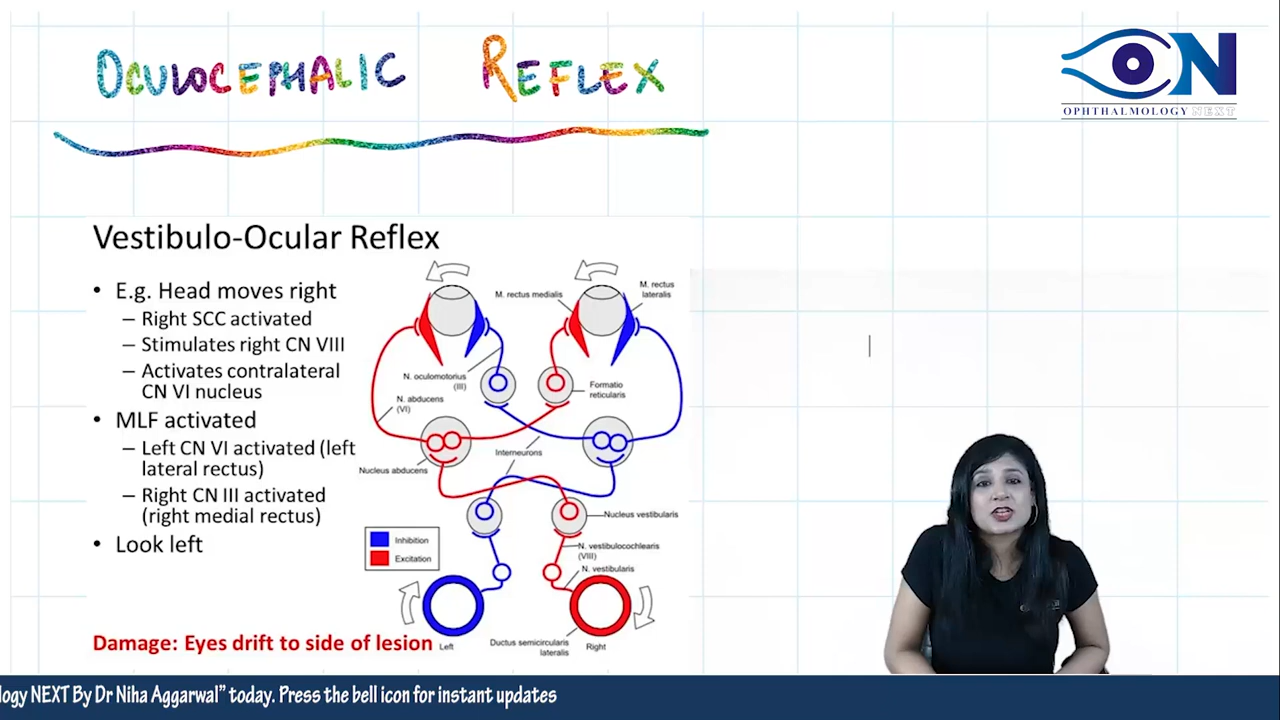 OCULOCEPHALIC REFLEX
ON
OPHTHALMOLOGY NEXT
Vestibulo-Ocular Reflex
• E.g. Head moves right
– Right SCC activated
– Stimulates right CN VIII
– Activates contralateral
CN VI nucleus
• MLF activated
– Left CN VI activated (left
lateral rectus)
– Right CN III activated
(right medial rectus)
• Look left
Damage: Eyes drift to side of lesion
M. rectus medialis
M. rectus
lateralis
N. oculomotorius
(III)
Formatio
reticularis
N. abducens
(VI)
Interneurons
Nucleus abducens
Nucleus vestibularis
Inhibition
Excitation
N. vestibulocochlearis
(VIII)
N. vestibularis
Ductus semicircularis
lateralis
Left
Right
logy NEXT By Dr Niha Aggarwal” today. Press the bell icon for instant updates